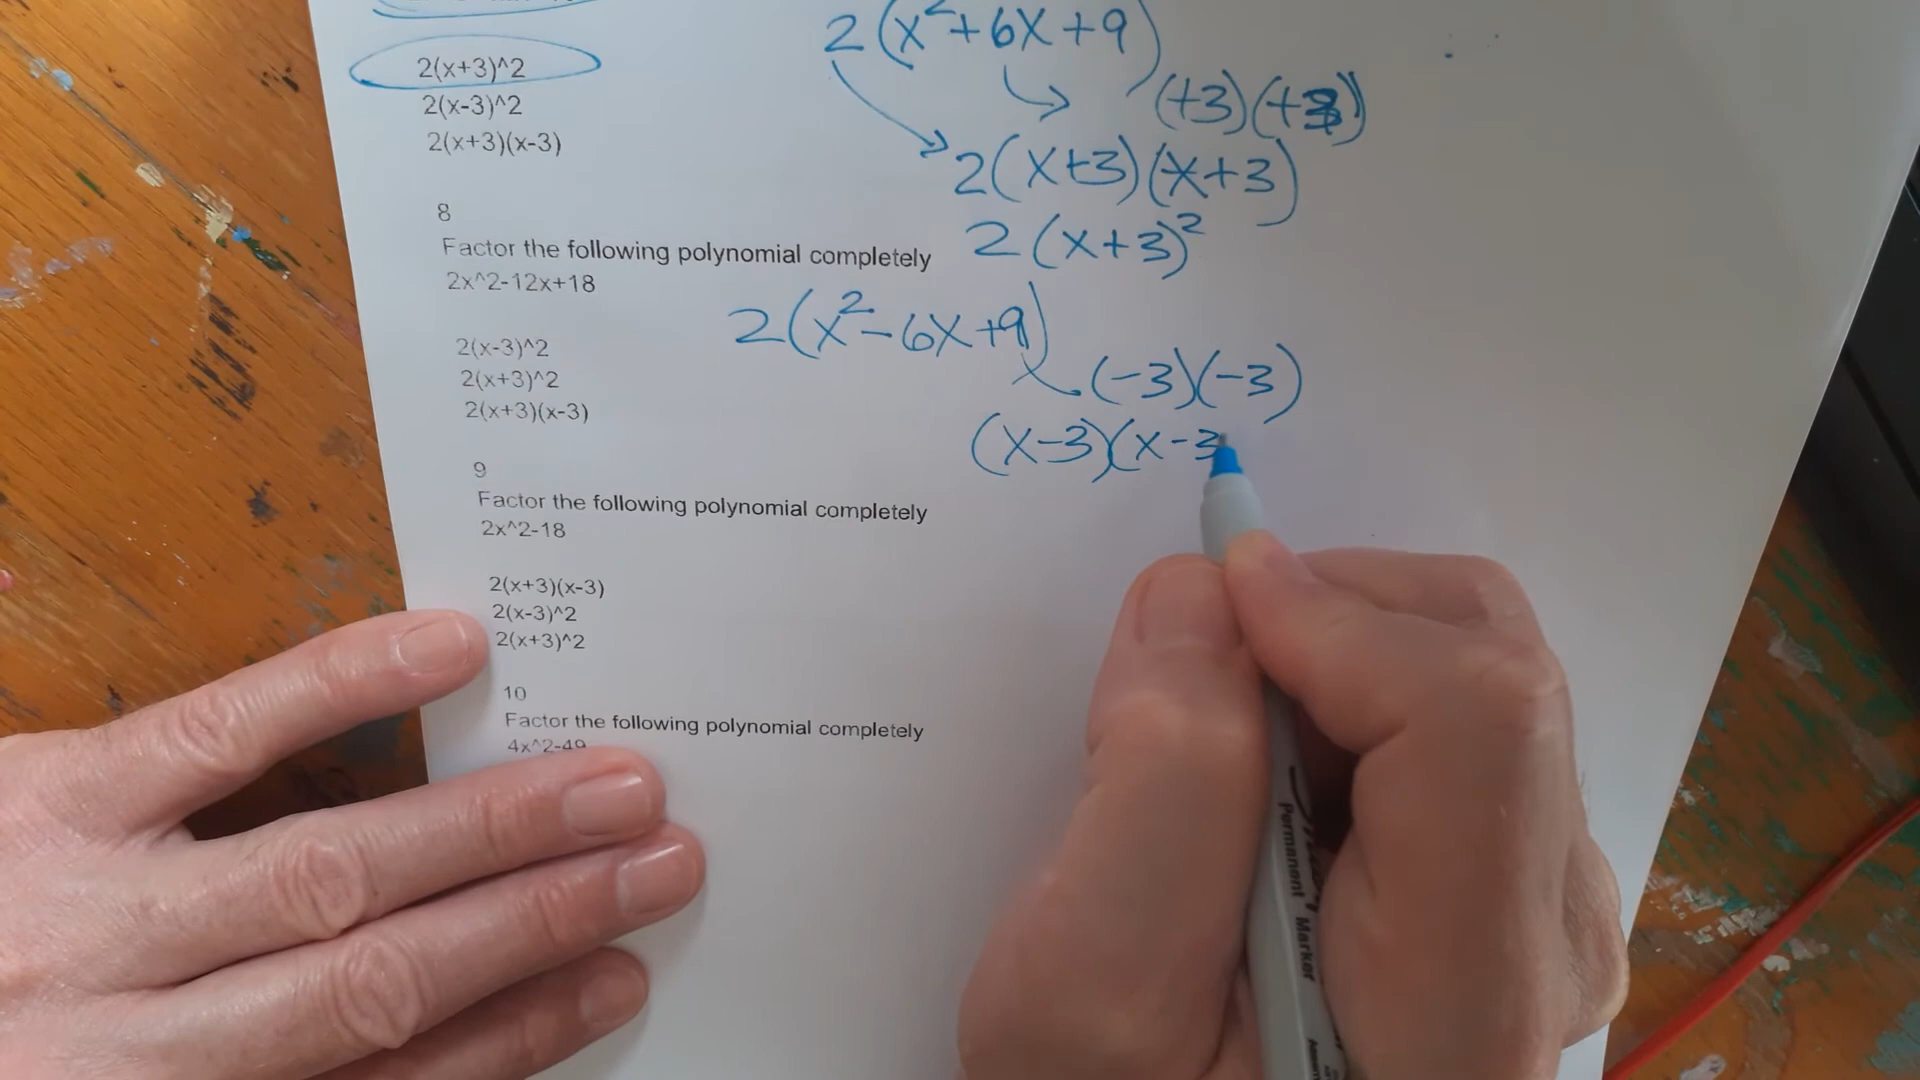 2(x+3)^2
2(x-3)^2
2(x+3)(x-3)
2(x²+6x+9)
(+3)(+3)
2(x+3)(x+3)
2(x+3)²
8
Factor the following polynomial completely
2x^2-12x+18
2(x²-6x+9)
(-3)(-3)
(x-3)(x-3
2(x-3)^2
2(x+3)^2
2(x+3)(x-3)
9
Factor the following polynomial completely
2x^2-18
2(x+3)(x-3)
2(x-3)^2
2(x+3)^2
10
Factor the following polynomial completely
4x^2-49
Permanent Marker